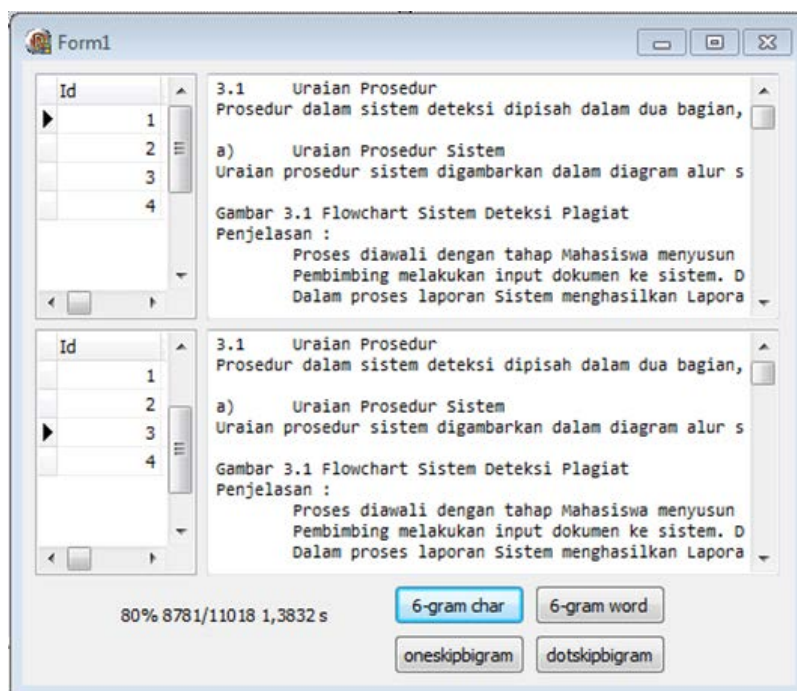 Form1
Id
1
2
3
4
3.1 Uraian Prosedur
Prosedur dalam sistem deteksi dipisah dalam dua bagian,
a) Uraian Prosedur Sistem
Uraian prosedur sistem digambarkan dalam diagram alur s
Gambar 3.1 Flowchart Sistem Deteksi Plagiat
Penjelasan :
Proses diawali dengan tahap Mahasiswa menyusun
Pembimbing melakukan input dokumen ke sistem. D
Dalam proses laporan Sistem menghasilkan Lapora
Id
1
2
3
4
3.1 Uraian Prosedur
Prosedur dalam sistem deteksi dipisah dalam dua bagian,
a) Uraian Prosedur Sistem
Uraian prosedur sistem digambarkan dalam diagram alur s
Gambar 3.1 Flowchart Sistem Deteksi Plagiat
Penjelasan :
Proses diawali dengan tahap Mahasiswa menyusun
Pembimbing melakukan input dokumen ke sistem. D
Dalam proses laporan Sistem menghasilkan Lapora
80% 8781/11018 1,3832 s
6-gram char 6-gram word
oneskipbigram dotskipbigram